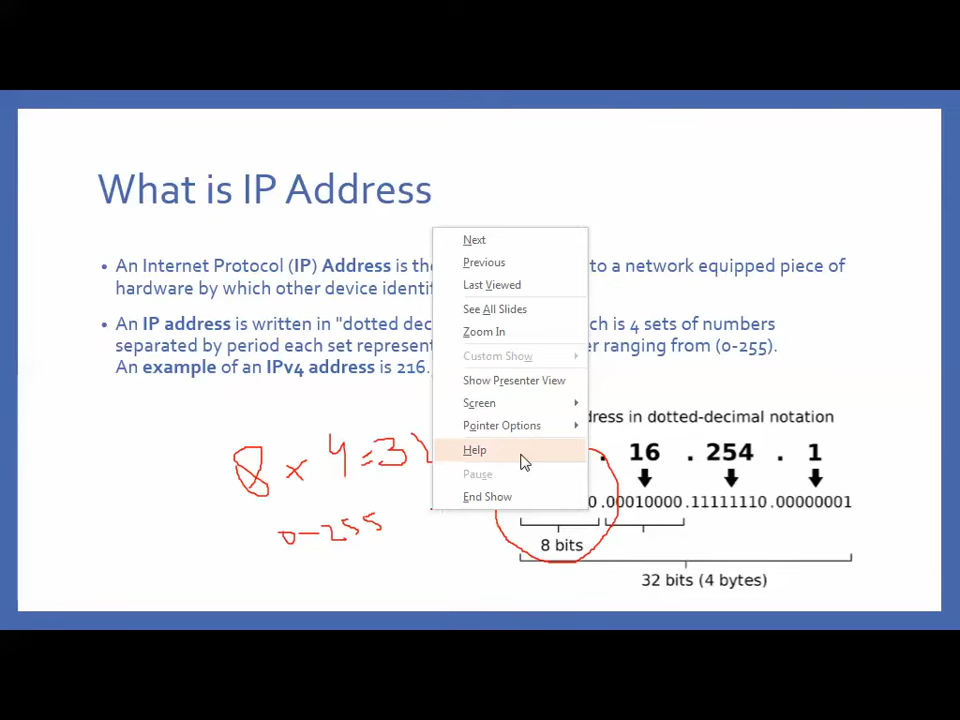 What is IP Address
• An Internet Protocol (IP) Address is the to a network equipped piece of
hardware by which other device identif
• An IP address is written in "dotted dec ch is 4 sets of numbers
separated by period each set represent r ranging from (0-255).
An example of an IPv4 address is 216.
Next
Previous
Last Viewed
See All Slides
Zoom In
Custom Show
Show Presenter View
Screen
Pointer Options
Help
Pause
End Show
8 x 4=32
0-255
dress in dotted-decimal notation
. 16 . 254 . 1
0 .00010000 .11111110 .00000001
8 bits
32 bits (4 bytes)